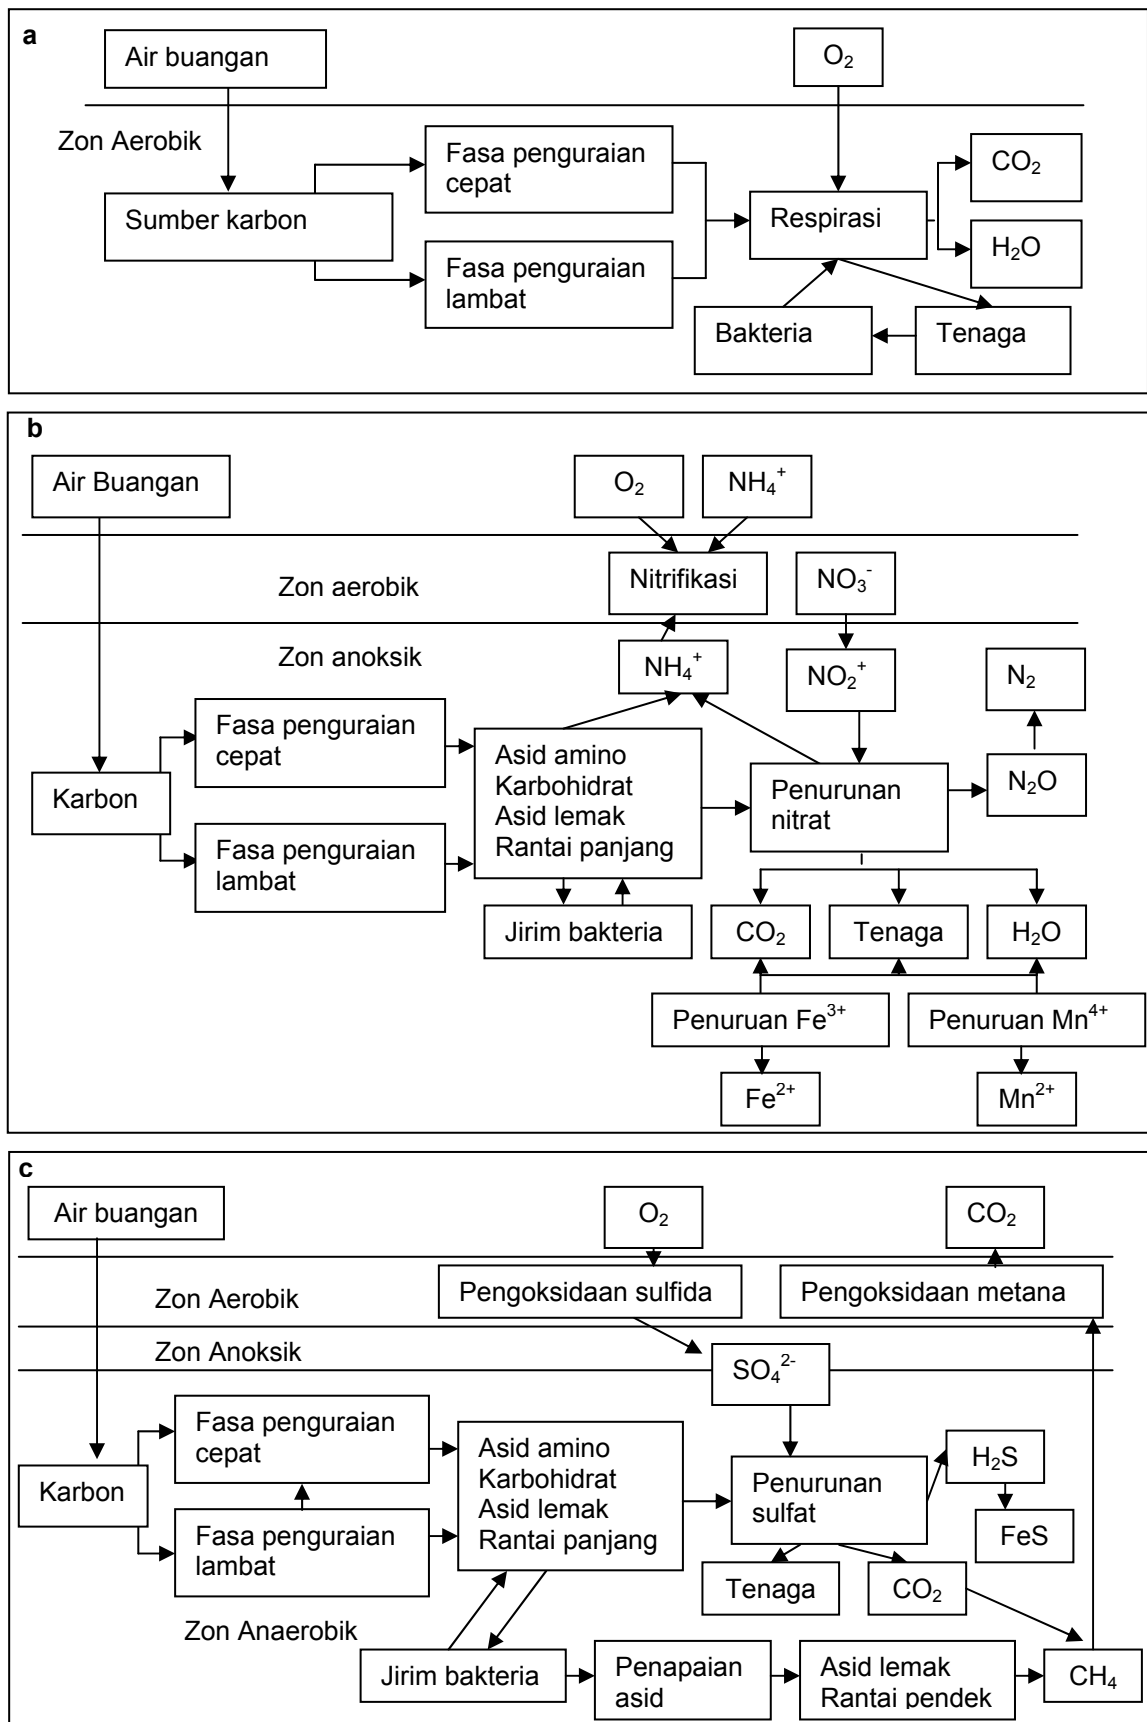 a
Air buangan
O₂
Zon Aerobik
Fasa penguraian
cepat
CO₂
Sumber karbon
Respirasi
H₂O
Fasa penguraian
lambat
Bakteria
Tenaga
b
Air Buangan
O₂
NH₄⁺
Zon aerobik
Nitrifikasi
NO₃⁻
Zon anoksik
NH₄⁺
NO₂⁺
N₂
Fasa penguraian
cepat
Karbon
Asid amino
Karbohidrat
Asid lemak
Rantai panjang
Penurunan
nitrat
N₂O
Fasa penguraian
lambat
Jirim bakteria
CO₂
Tenaga
H₂O
Penuruan Fe³⁺
Penuruan Mn⁴⁺
Fe²⁺
Mn²⁺
c
Air buangan
O₂
CO₂
Zon Aerobik
Pengoksidaan sulfida
Pengoksidaan metana
Zon Anoksik
SO₄²⁻
Fasa penguraian
cepat
Karbon
Asid amino
Karbohidrat
Asid lemak
Rantai panjang
Penurunan
sulfat
H₂S
FeS
Fasa penguraian
lambat
Tenaga
CO₂
Zon Anaerobik
Jirim bakteria
Penapaian
asid
Asid lemak
Rantai pendek
CH₄